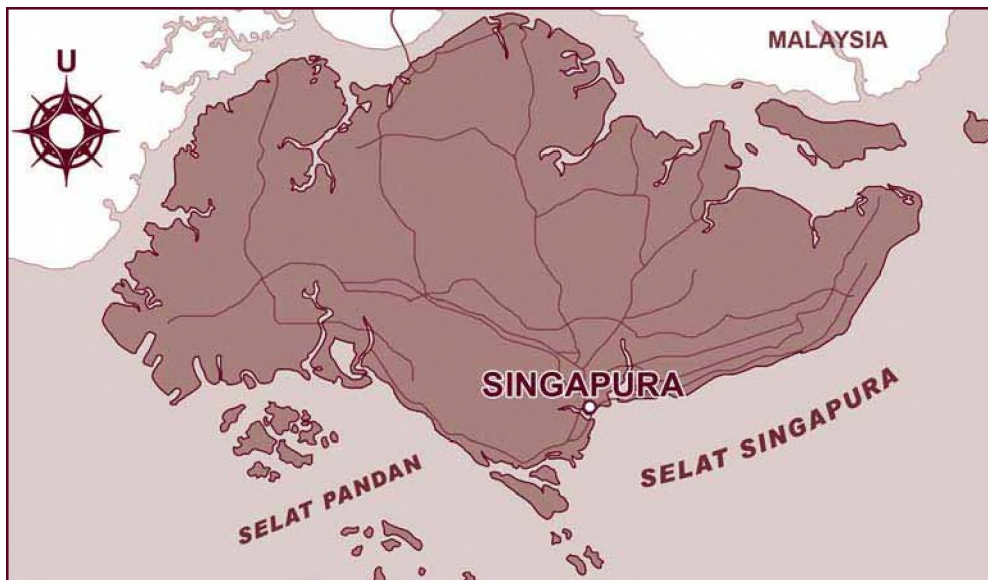 U
MALAYSIA
SINGAPURA
SELAT SINGAPURA
SELAT PANDAN